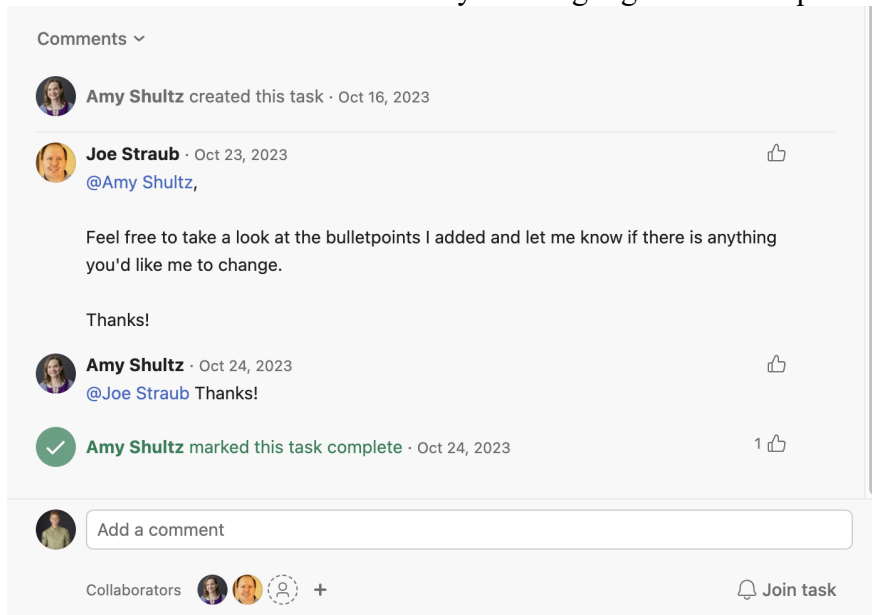 Comments
Amy Shultz created this task · Oct 16, 2023
Joe Straub · Oct 23, 2023
@Amy Shultz,
Feel free to take a look at the bulletpoints I added and let me know if there is anything
you'd like me to change.
Thanks!
Amy Shultz · Oct 24, 2023
@Joe Straub Thanks!
Amy Shultz marked this task complete · Oct 24, 2023
1
Add a comment
Collaborators
Join task